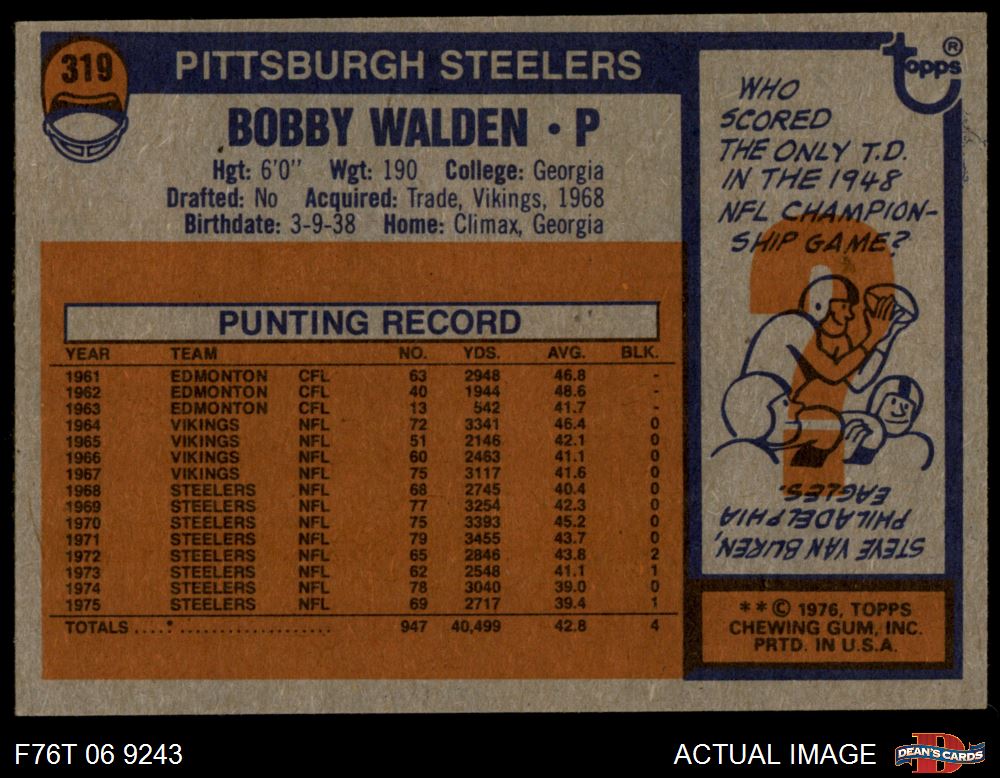 319
PITTSBURGH STEELERS
BOBBY WALDEN • P
Hgt: 6'0" Wgt: 190 College: Georgia
Drafted: No Acquired: Trade, Vikings, 1968
Birthdate: 3-9-38 Home: Climax, Georgia
PUNTING RECORD
YEAR TEAM NO. YDS. AVG. BLK.
1961 EDMONTON CFL 63 2948 46.8 -
1962 EDMONTON CFL 40 1944 48.6 -
1963 EDMONTON CFL 13 542 41.7 -
1964 VIKINGS NFL 72 3341 46.4 0
1965 VIKINGS NFL 51 2146 42.1 0
1966 VIKINGS NFL 60 2463 41.1 0
1967 VIKINGS NFL 75 3117 41.6 0
1968 STEELERS NFL 68 2745 40.4 0
1969 STEELERS NFL 77 3254 42.3 0
1970 STEELERS NFL 75 3393 45.2 0
1971 STEELERS NFL 79 3455 43.7 0
1972 STEELERS NFL 65 2846 43.8 2
1973 STEELERS NFL 62 2548 41.1 1
1974 STEELERS NFL 78 3040 39.0 0
1975 STEELERS NFL 69 2717 39.4 1
TOTALS ..... 947 40,499 42.8 4
topps ®
WHO
SCORED
THE ONLY T.D.
IN THE 1948
NFL CHAMPION-
SHIP GAME?
?
STEVE VAN BUREN,
PHILADELPHIA
EAGLES.
** © 1976, TOPPS
CHEWING GUM, INC.
PRTD. IN U.S.A.
F76T 06 9243
ACTUAL IMAGE
D
DEAN'S CARDS